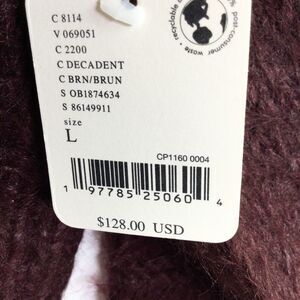 C 8114
V 069051
C 2200
C DECADENT
C BRN/BRUN
S OB1874634
S 86149911
size
L
recyclable
% post-consumer waste
CP1160 0004
1 97785 25060 4
$128.00 USD